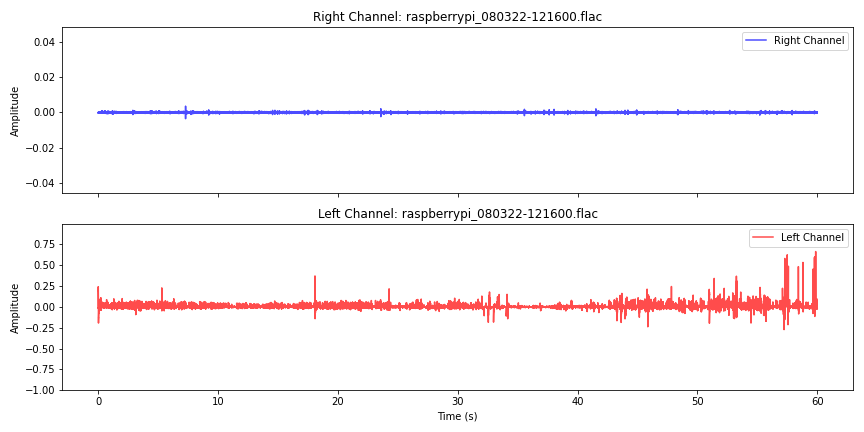 Right Channel: raspberrypi_080322-121600.flac
Right Channel
Amplitude
0.04
0.02
0.00
−0.02
−0.04
Left Channel: raspberrypi_080322-121600.flac
Left Channel
Amplitude
0.75
0.50
0.25
0.00
−0.25
−0.50
−0.75
−1.00
0 10 20 30 40 50 60
Time (s)